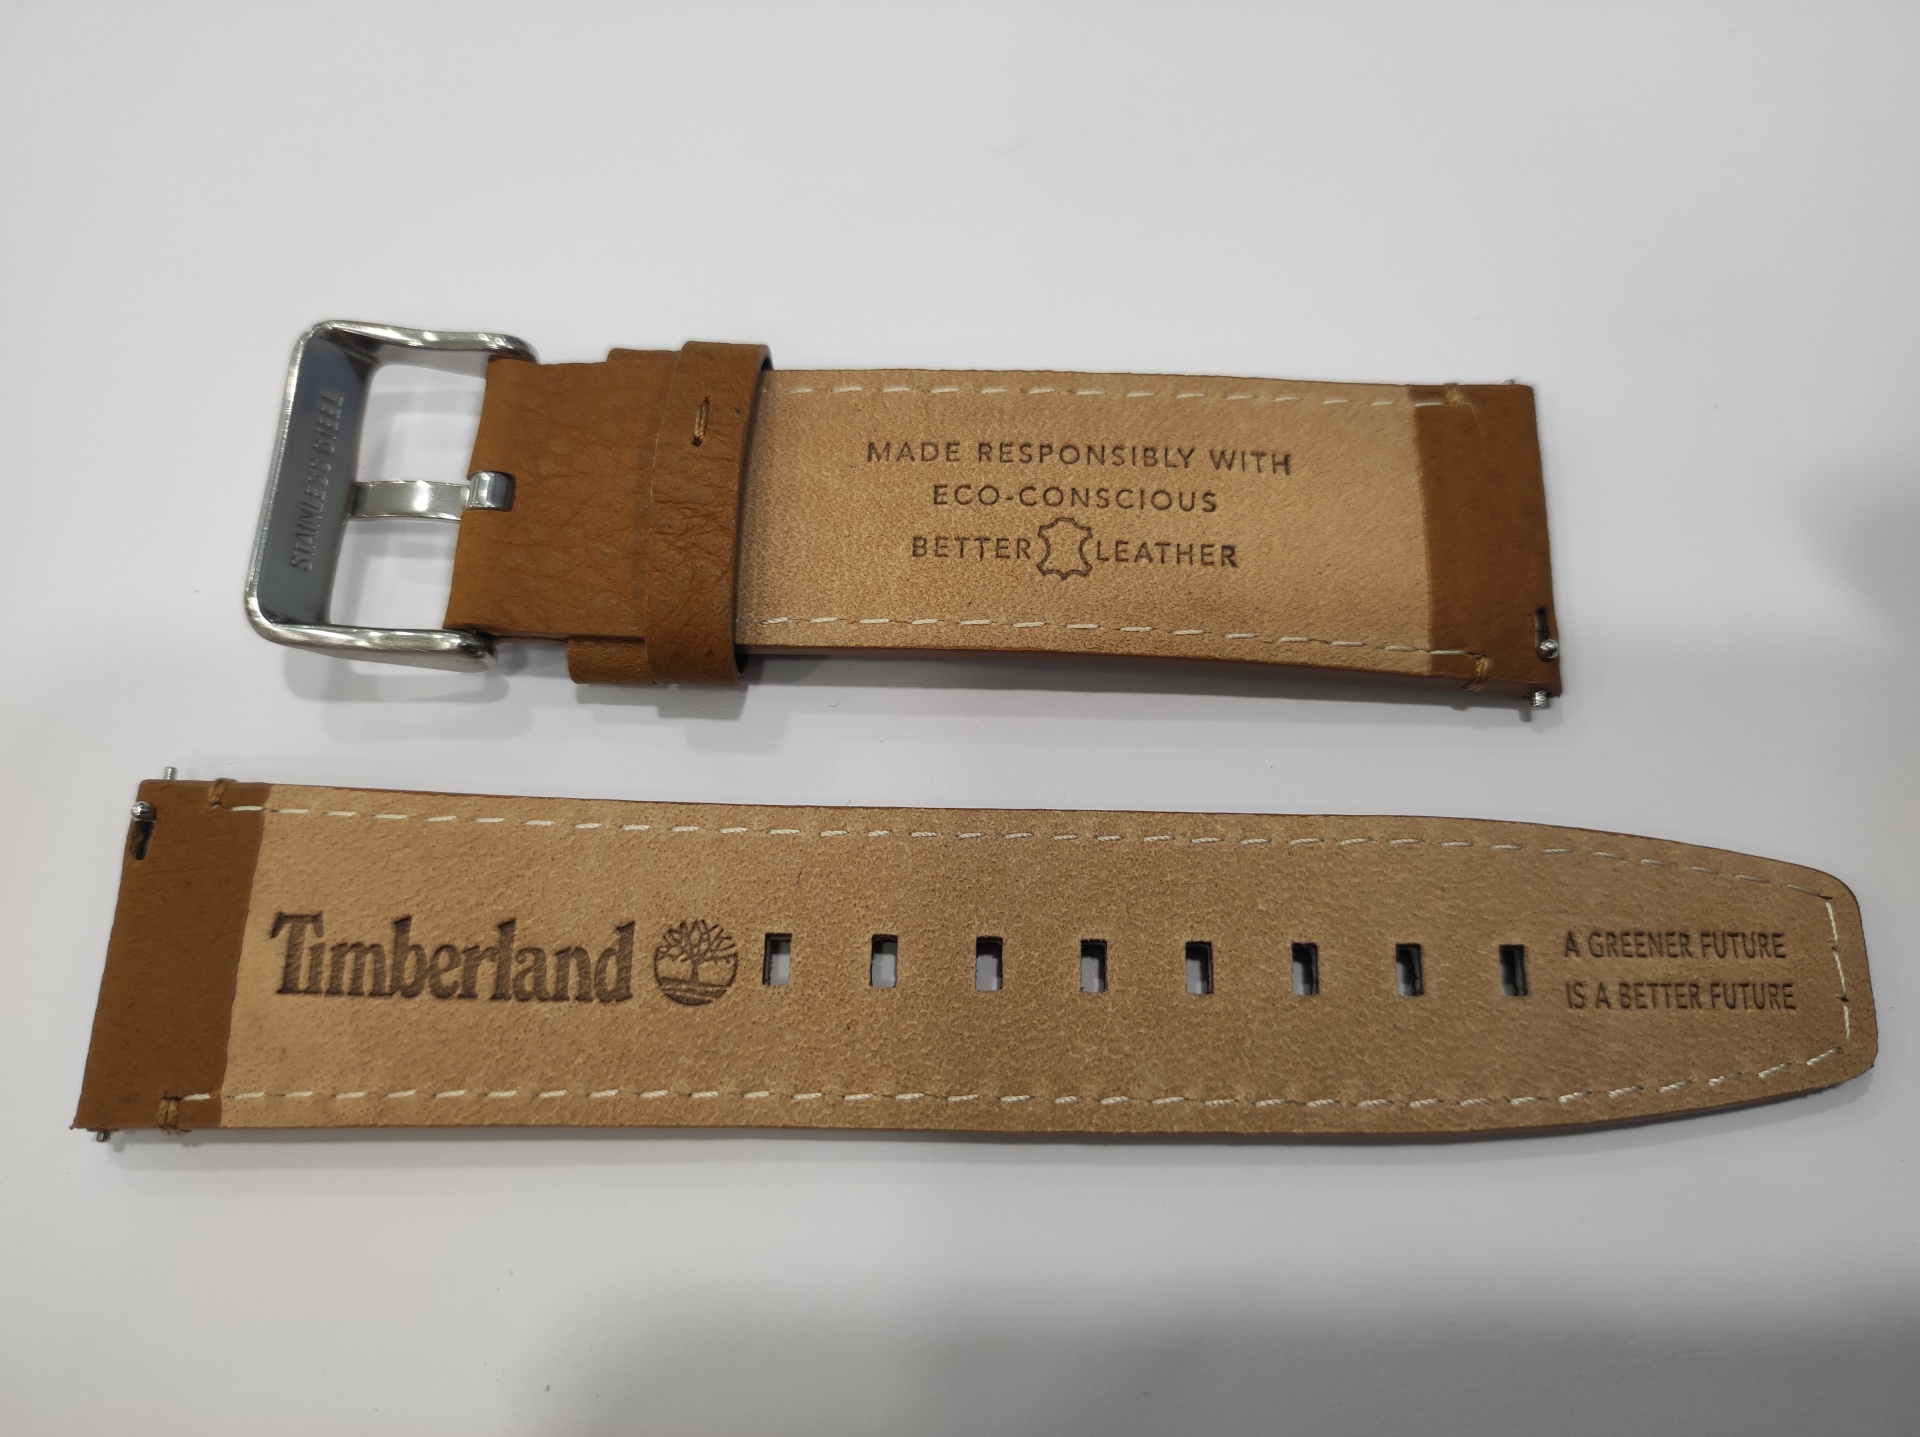 STAINLESS STEEL
MADE RESPONSIBLY WITH
ECO-CONSCIOUS
BETTER LEATHER
Timberland
A GREENER FUTURE
IS A BETTER FUTURE